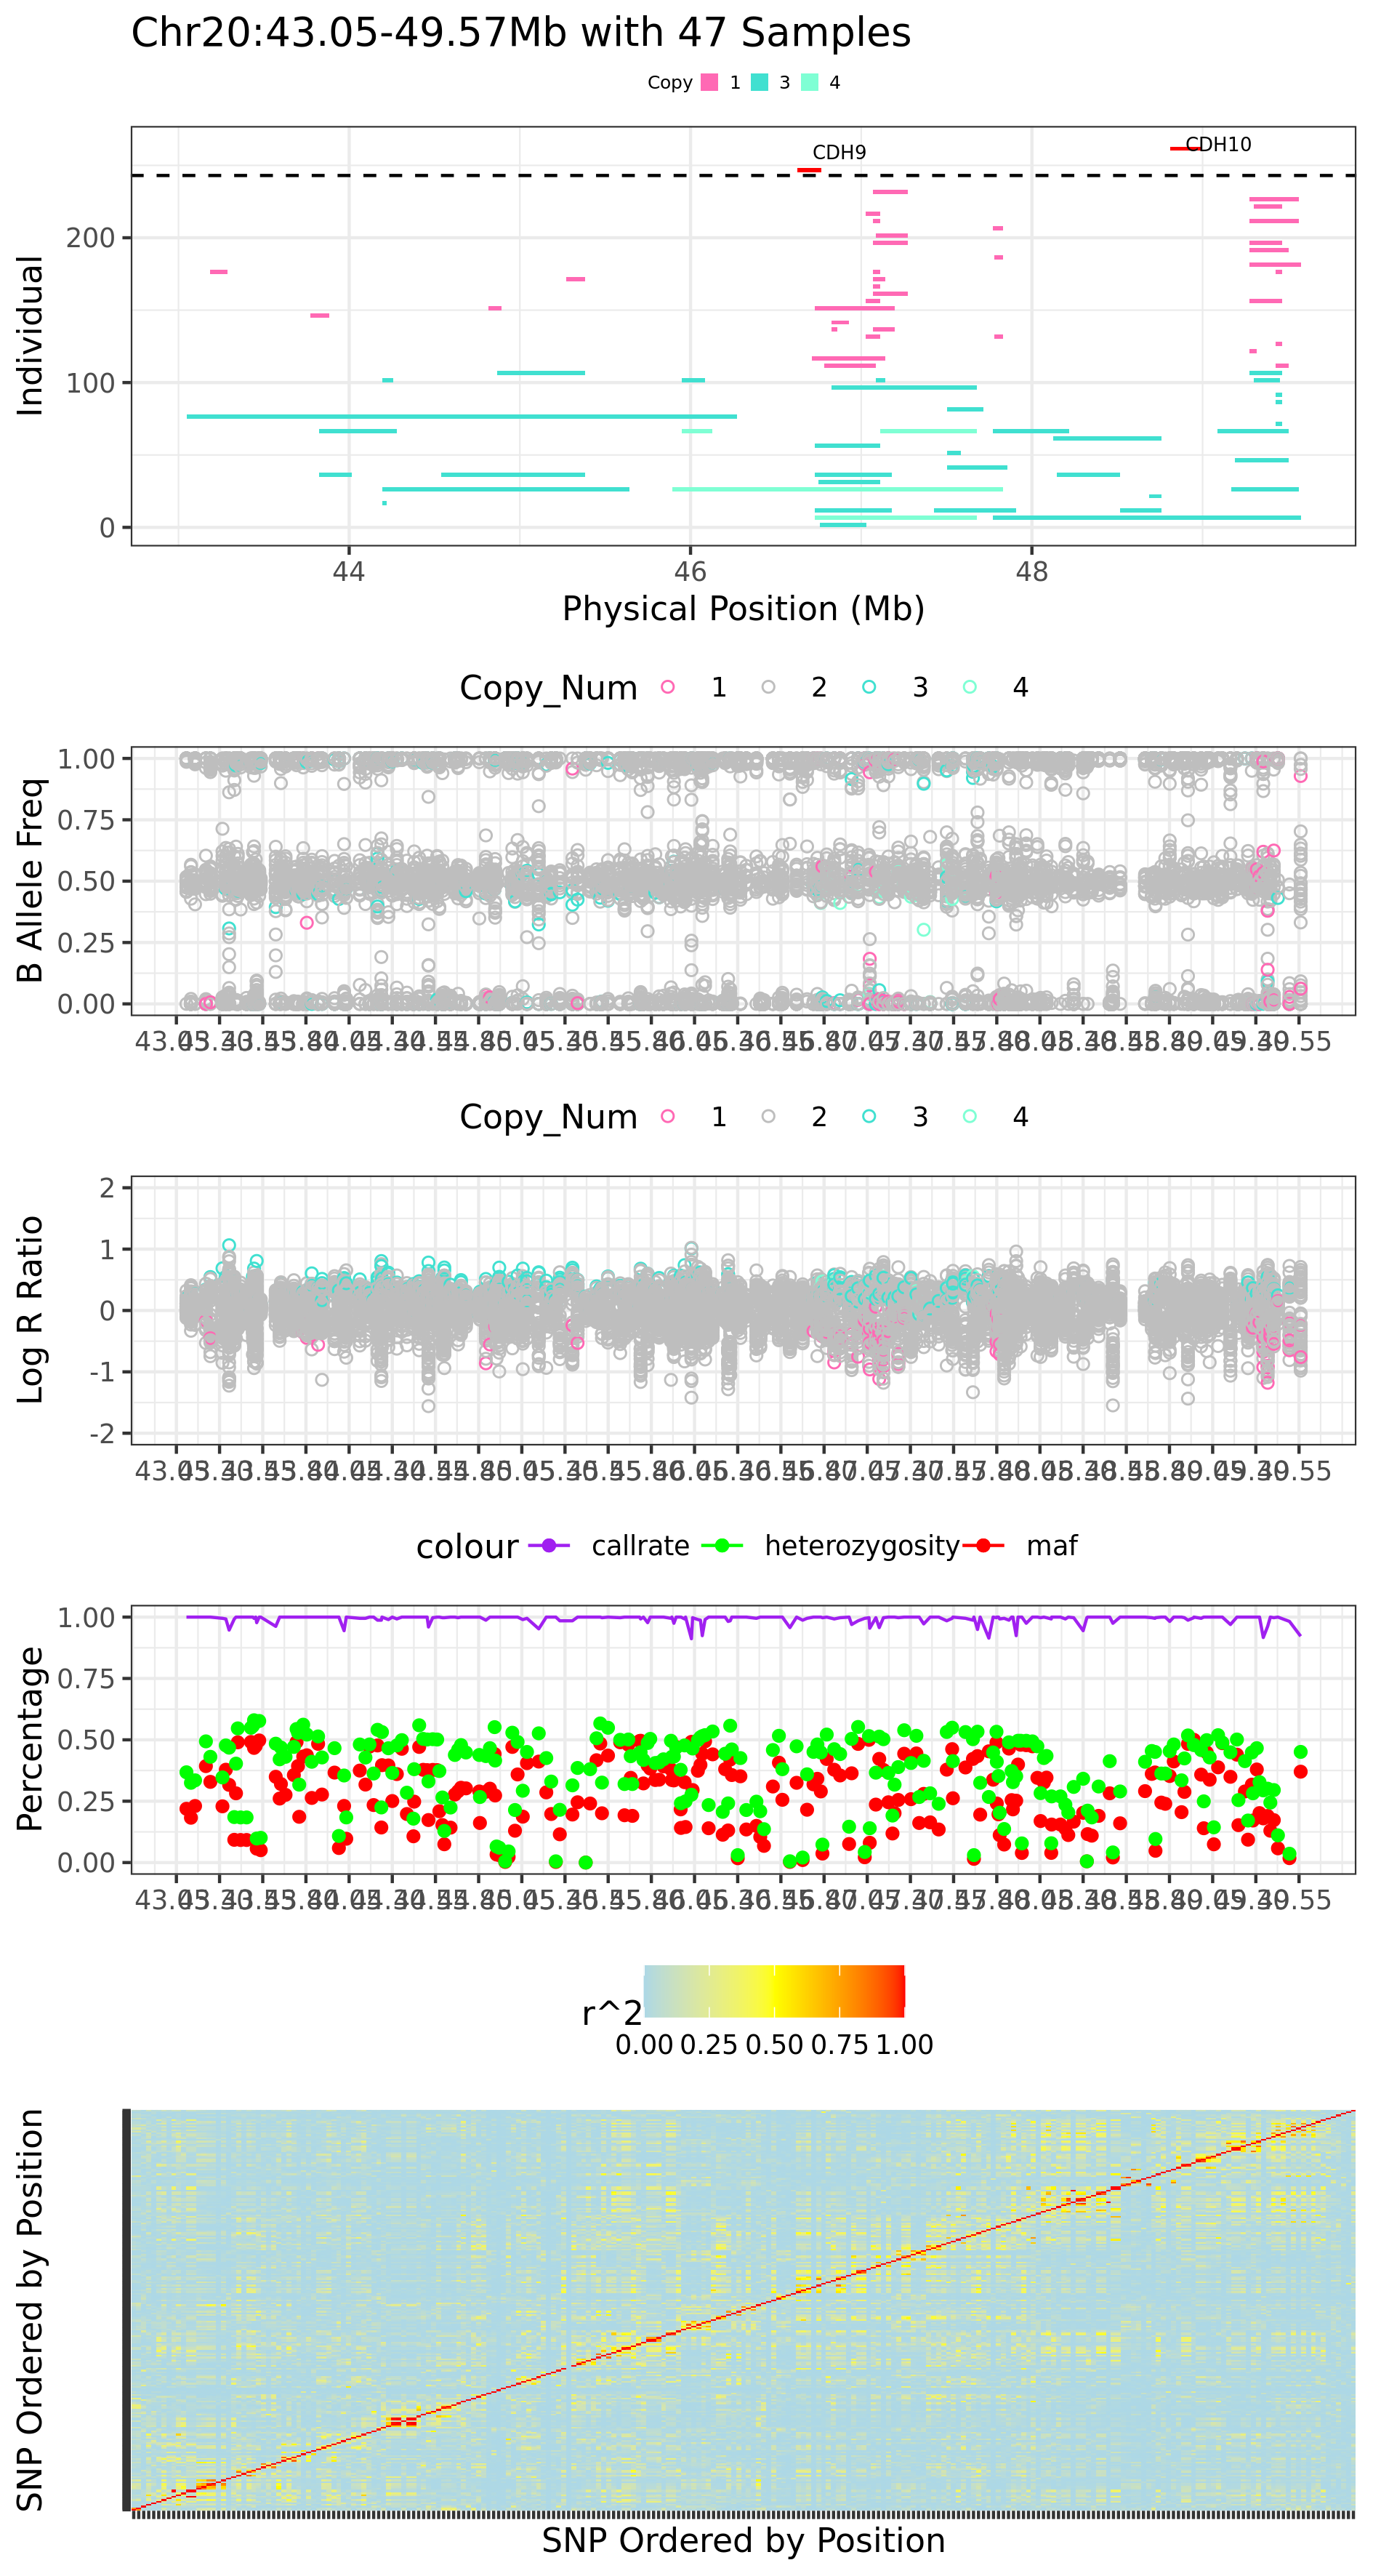 Chr20:43.05-49.57Mb with 47 Samples
Copy 1 3 4
CDH9
CDH10
200
100
0
Individual
44 46 48
Physical Position (Mb)
Copy_Num 1 2 3 4
1.00
0.75
0.50
0.25
0.00
B Allele Freq
Copy_Num 1 2 3 4
2
1
0
-1
-2
Log R Ratio
colour callrate heterozygosity maf
1.00
0.75
0.50
0.25
0.00
Percentage
r^2
0.00 0.25 0.50 0.75 1.00
SNP Ordered by Position
SNP Ordered by Position